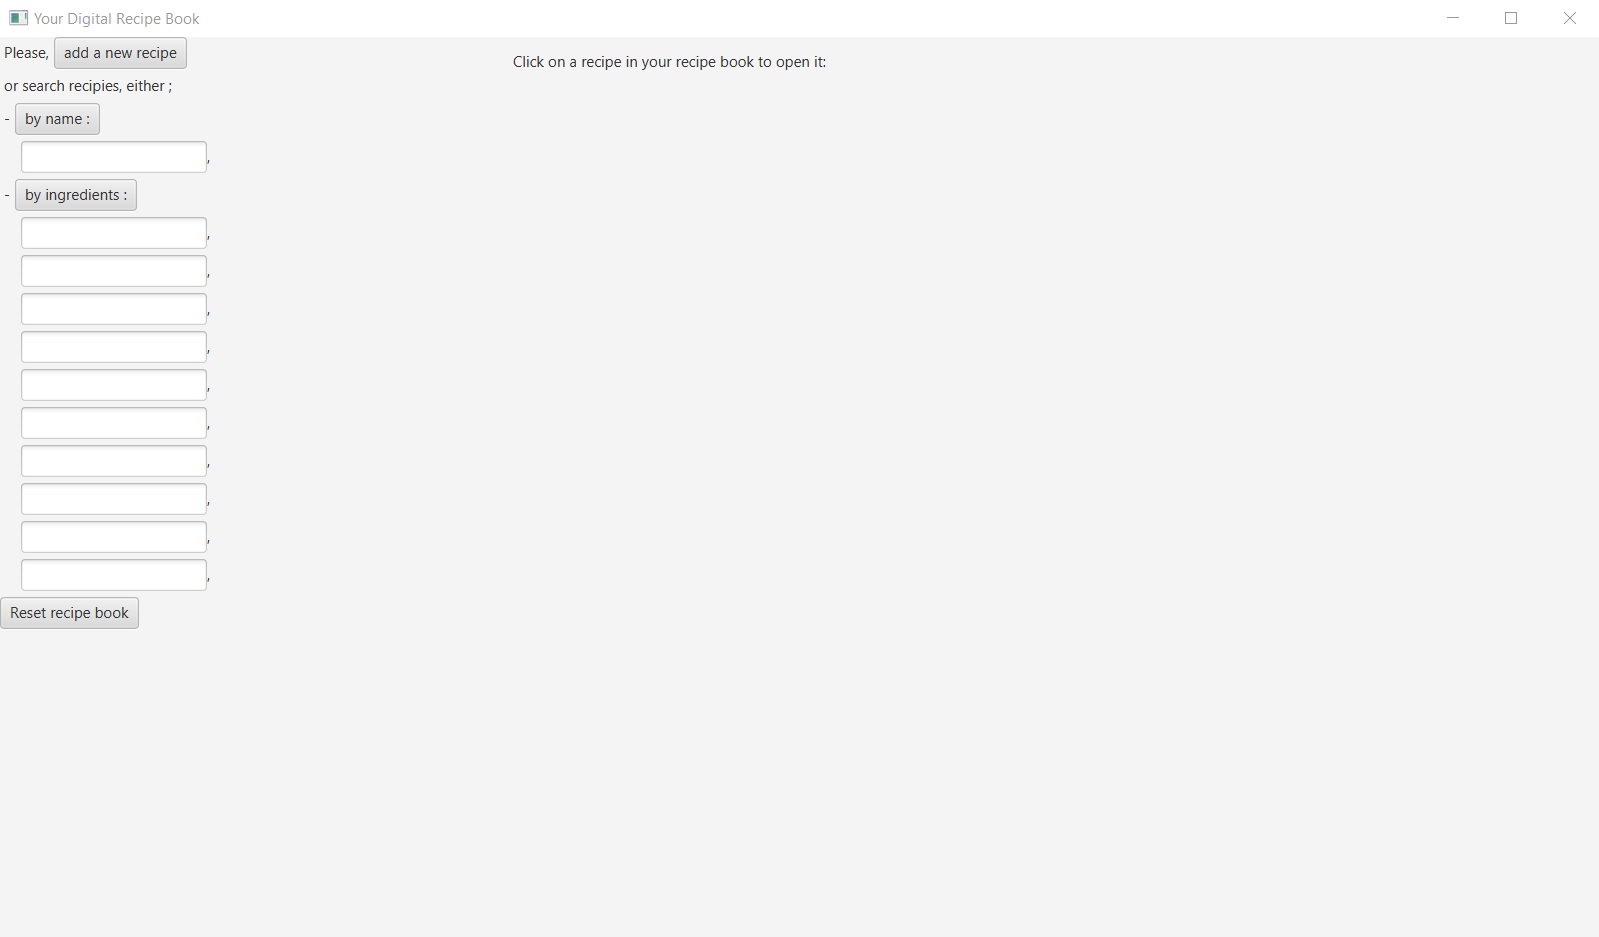 Your Digital Recipe Book
Please, add a new recipe
or search recipies, either ;
- by name :
,
- by ingredients :
,
,
,
,
,
,
,
,
,
,
Reset recipe book
Click on a recipe in your recipe book to open it: